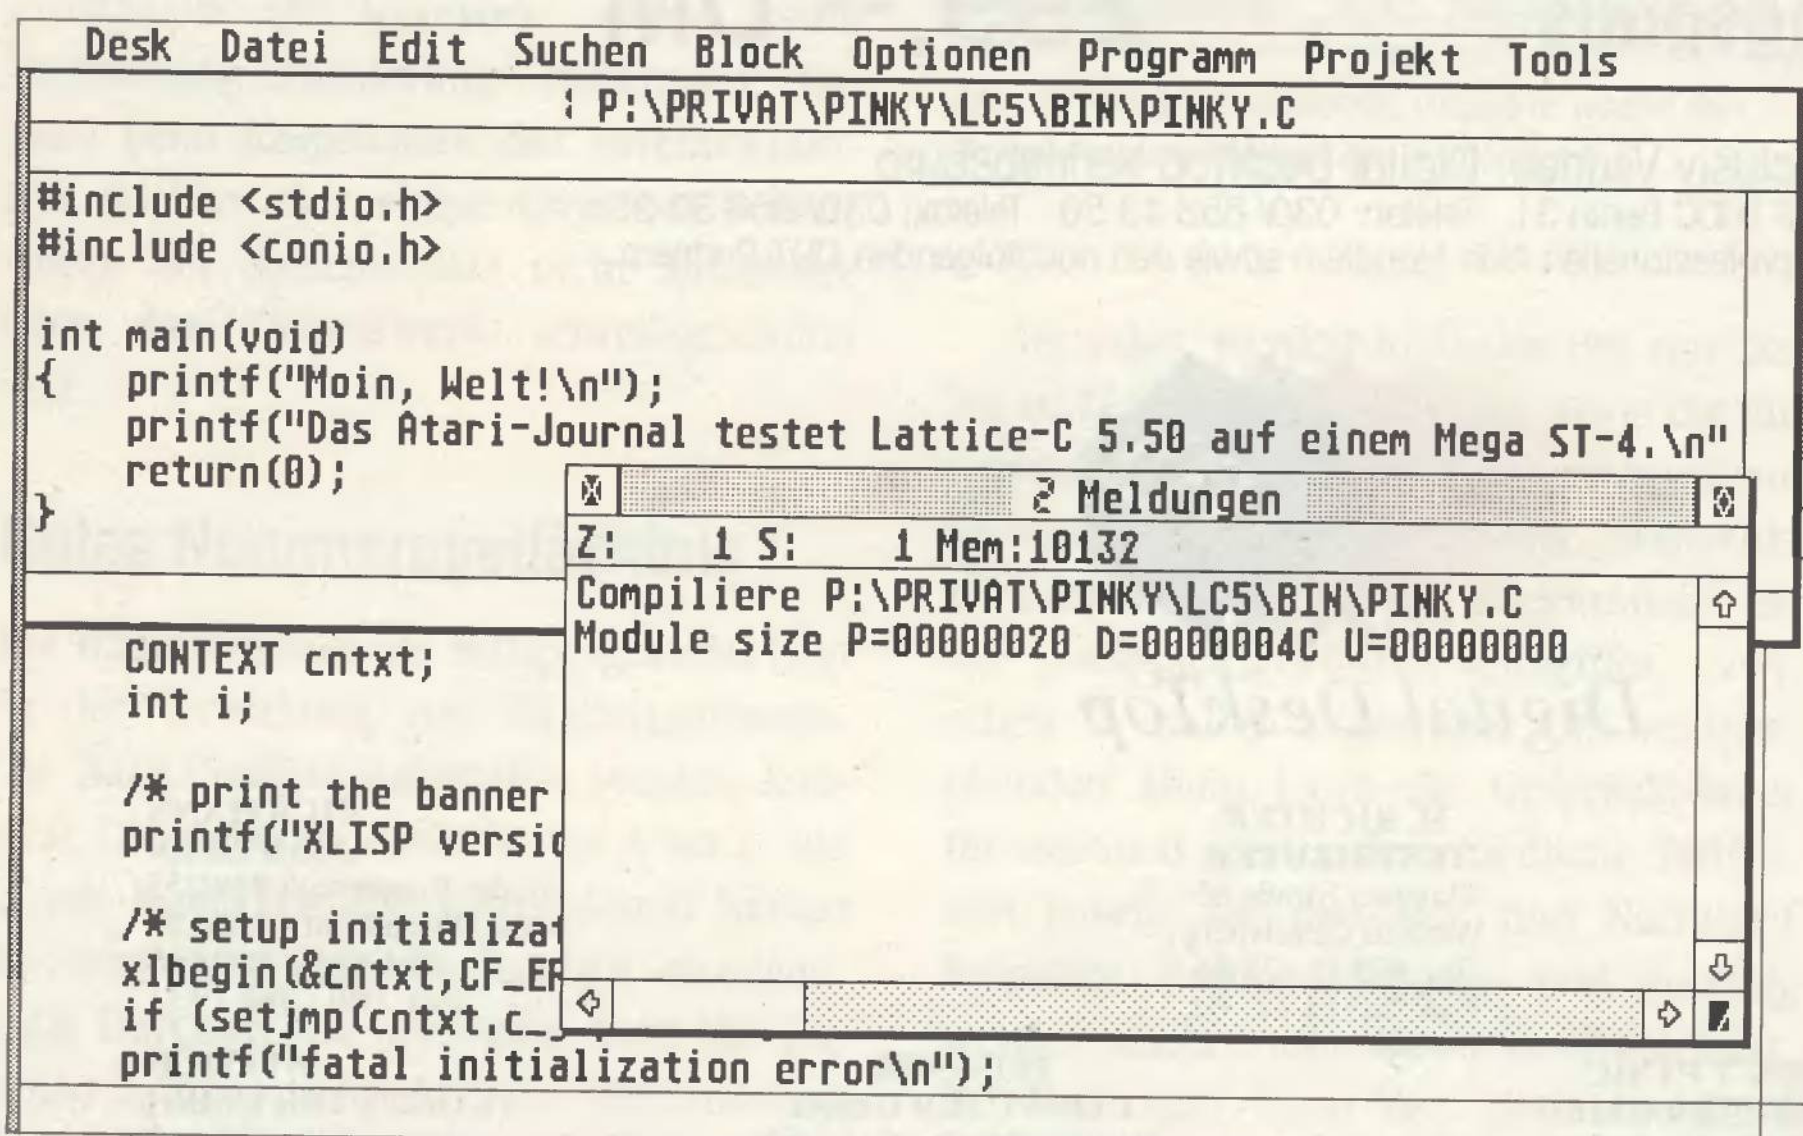 Desk Datei Edit Suchen Block Optionen Programm Projekt Tools
P:\PRIVAT\PINKY\LC5\BIN\PINKY.C
#include <stdio.h>
#include <conio.h>
int main(void)
{ printf("Moin, Welt!\n");
printf("Das Atari-Journal testet Lattice-C 5.50 auf einem Mega ST-4.\n"
return(0);
}
2 Meldungen
Z: 1 S: 1 Mem:10132
Compiliere P:\PRIVAT\PINKY\LC5\BIN\PINKY.C
Module size P=00000020 D=0000004C U=00000000
CONTEXT cntxt;
int i;
/* print the banner
printf("XLISP versio
/* setup initializat
xlbegin(&cntxt,CF_ER
if (setjmp(cntxt.c_
printf("fatal initialization error\n");